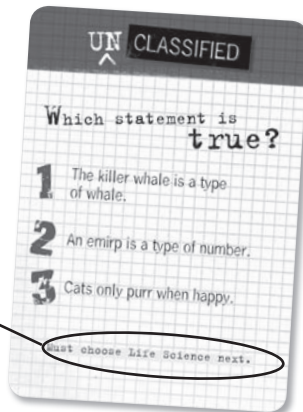 UN CLASSIFIED
Which statement is
true?
1 The killer whale is a type
of whale.
2 An emirp is a type of number.
3 Cats only purr when happy.
Must choose Life Science next.